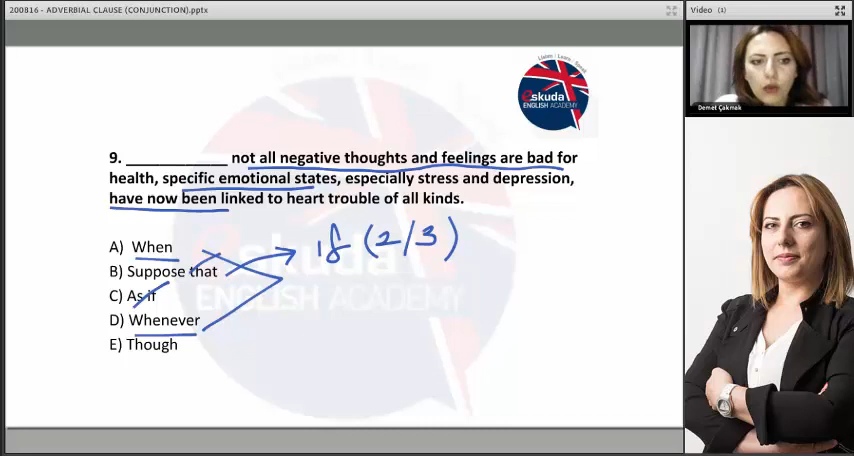 200816 - ADVERBIAL CLAUSE (CONJUNCTION).pptx
Video (1)
Listen - Learn - Speak
eskuda
ENGLISH ACADEMY
Demet Çakmak
9. ____________ not all negative thoughts and feelings are bad for
health, specific emotional states, especially stress and depression,
have now been linked to heart trouble of all kinds.
if (2/3)
A) When
B) Suppose that
C) As if
D) Whenever
E) Though
eskuda
ENGLISH ACADEMY